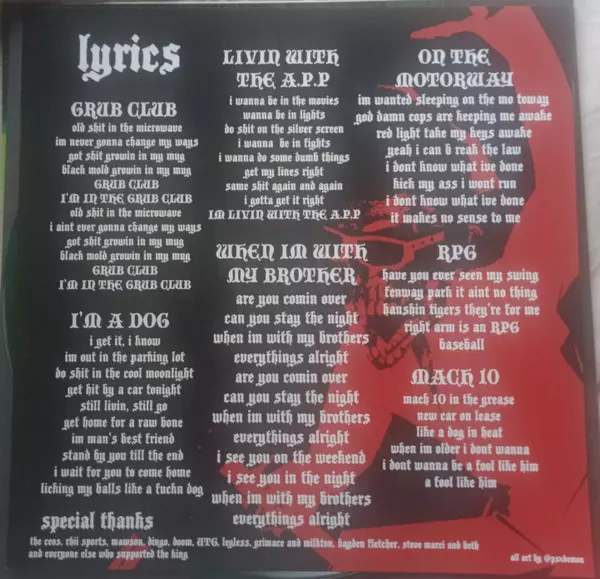 lyrics
GRUB CLUB
old shit in the microwave
im never gonna change my ways
got shit growin in my mug
black mold growin in my mug
GRUB CLUB
I'M IN THE GRUB CLUB
old shit in the microwave
i aint ever gonna change my ways
got shit growin in my mug
black mold growin in my mug
GRUB CLUB
I'M IN THE GRUB CLUB
I'M A DOG
i get it, i know
im out in the parking lot
do shit in the cool moonlight
get hit by a car tonight
still livin, still go
get home for a raw bone
im man's best friend
stand by you till the end
i wait for you to come home
licking my balls like a fuckn dog
special thanks
the ceos, rhii sports, mawson, dingo, doom, UTG, legless, grimace and milkton, hayden fletcher, steve marci and beth
and everyone else who supported the king
LIVIN WITH
THE A.P.P
i wanna be in the movies
wanna be in lights
do shit on the silver screen
i wanna be in fights
i wanna do some dumb things
get my lines right
same shit again and again
i gotta get it right
IM LIVIN WITH THE A.P.P
WHEN IM WITH
MY BROTHER
are you comin over
can you stay the night
when im with my brothers
everythings alright
are you comin over
can you stay the night
when im with my brothers
everythings alright
i see you on the weekend
i see you in the night
when im with my brothers
everythings alright
ON THE
MOTORWAY
im wanted sleeping on the mo toway
god damn cops are keeping me awake
red light take my keys awake
yeah i can b reak the law
i dont know what ive done
kick my ass i wont run
i dont know what ive done
it makes no sense to me
RPG
have you ever seen my swing
fenway park it aint no thing
hanshin tigers they're for me
right arm is an RPG
baseball
MACH 10
mach 10 in the grease
new car on lease
like a dog in heat
when im older i dont wanna
i dont wanna be a fool like him
a fool like him
all art by @psxdemon